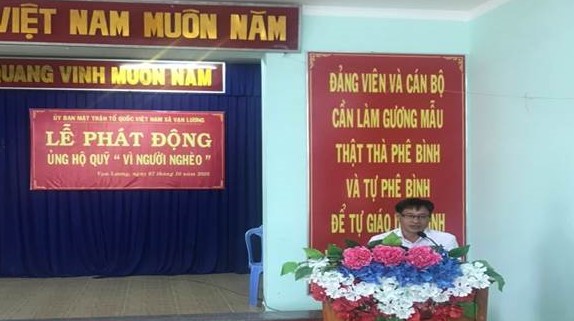 VIỆT NAM MUÔN NĂM
QUANG VINH MUÔN NĂM
ỦY BAN MẶT TRẬN TỔ QUỐC VIỆT NAM XÃ VẠN LƯƠNG
LỄ PHÁT ĐỘNG
ỦNG HỘ QUỸ " VÌ NGƯỜI NGHÈO "
Vạn Lương, ngày 07 tháng 10 năm
ĐẢNG VIÊN VÀ CÁN BỘ
CẦN LÀM GƯƠNG MẪU
THẬT THÀ PHÊ BÌNH
VÀ TỰ PHÊ BÌNH
ĐỂ TỰ GIÁO